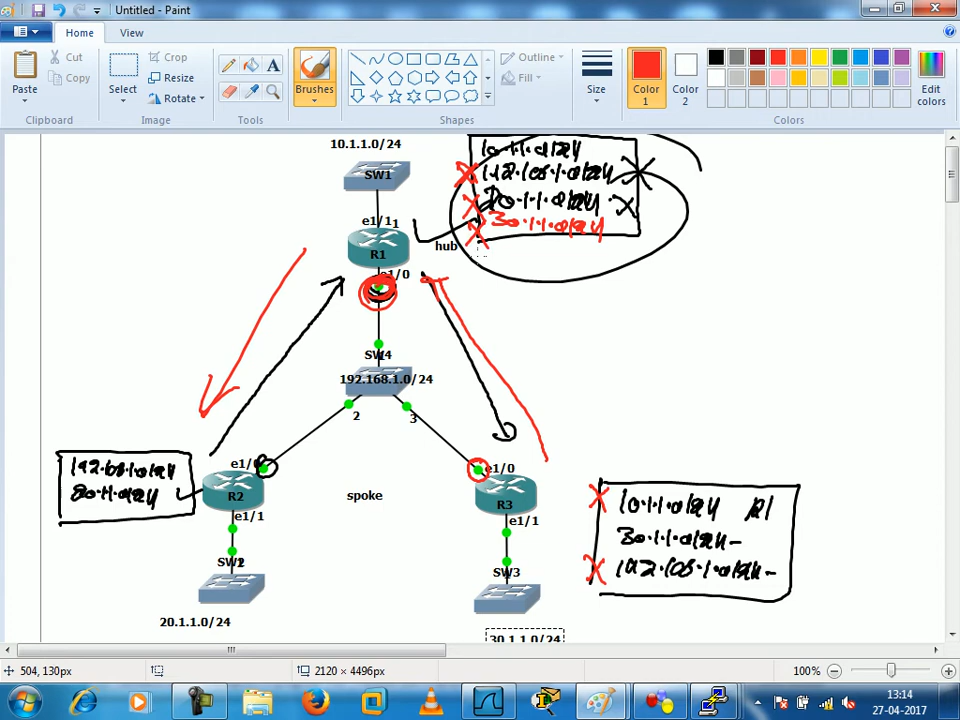 Untitled - Paint
Home
View
Paste
Cut
Copy
Clipboard
Select
Crop
Resize
Rotate
Image
Tools
Brushes
Shapes
Outline
Fill
Size
Color 1
Color 2
Colors
Edit colors
10.1.1.0/24
SW1
e1/1
1
R1
hub
e1/0
10.1.1.0/24
192.168.1.0/24
20.1.1.0/24
30.1.1.0/24
SW4
192.168.1.0/24
2
3
192.168.1.0/24
20.1.1.0/24
R2
e1/1
spoke
e1/0
R3
e1/1
10.1.1.0/24 R1
30.1.1.0/24 -
192.168.1.0/24 -
SW3
20.1.1.0/24
30.1.1.0/24
504, 130px
2120 × 4496px
100%
13:14
27-04-2017